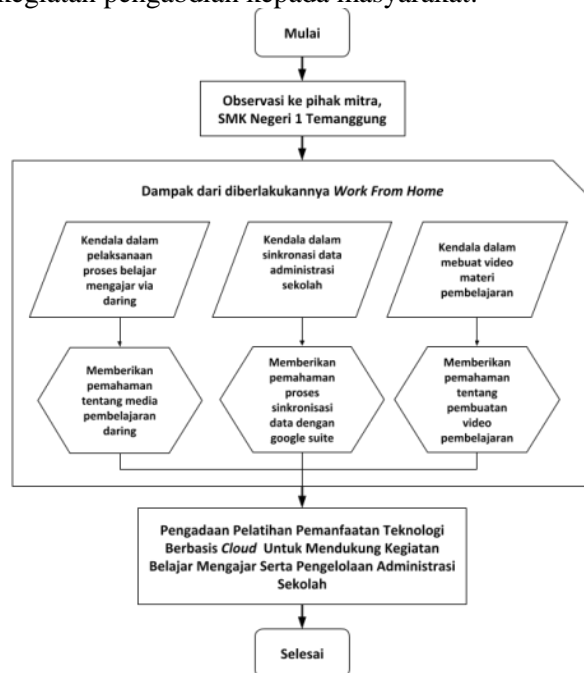 kegiatan pengabdian kepada masyarakat.
Mulai
Observasi ke pihak mitra,
SMK Negeri 1 Temanggung
Dampak dari diberlakukannya Work From Home
Kendala dalam
pelaksanaan
proses belajar
mengajar via
daring
Kendala dalam
sinkronasi data
administrasi
sekolah
Kendala dalam
mebuat video
materi
pembelajaran
Memberikan
pemahaman
tentang media
pembelajaran
daring
Memberikan
pemahaman
proses
sinkronisasi
data dengan
google suite
Memberikan
pemahaman
tentang
pembuatan
video
pembelajaran
Pengadaan Pelatihan Pemanfaatan Teknologi
Berbasis Cloud Untuk Mendukung Kegiatan
Belajar Mengajar Serta Pengelolaan Administrasi
Sekolah
Selesai